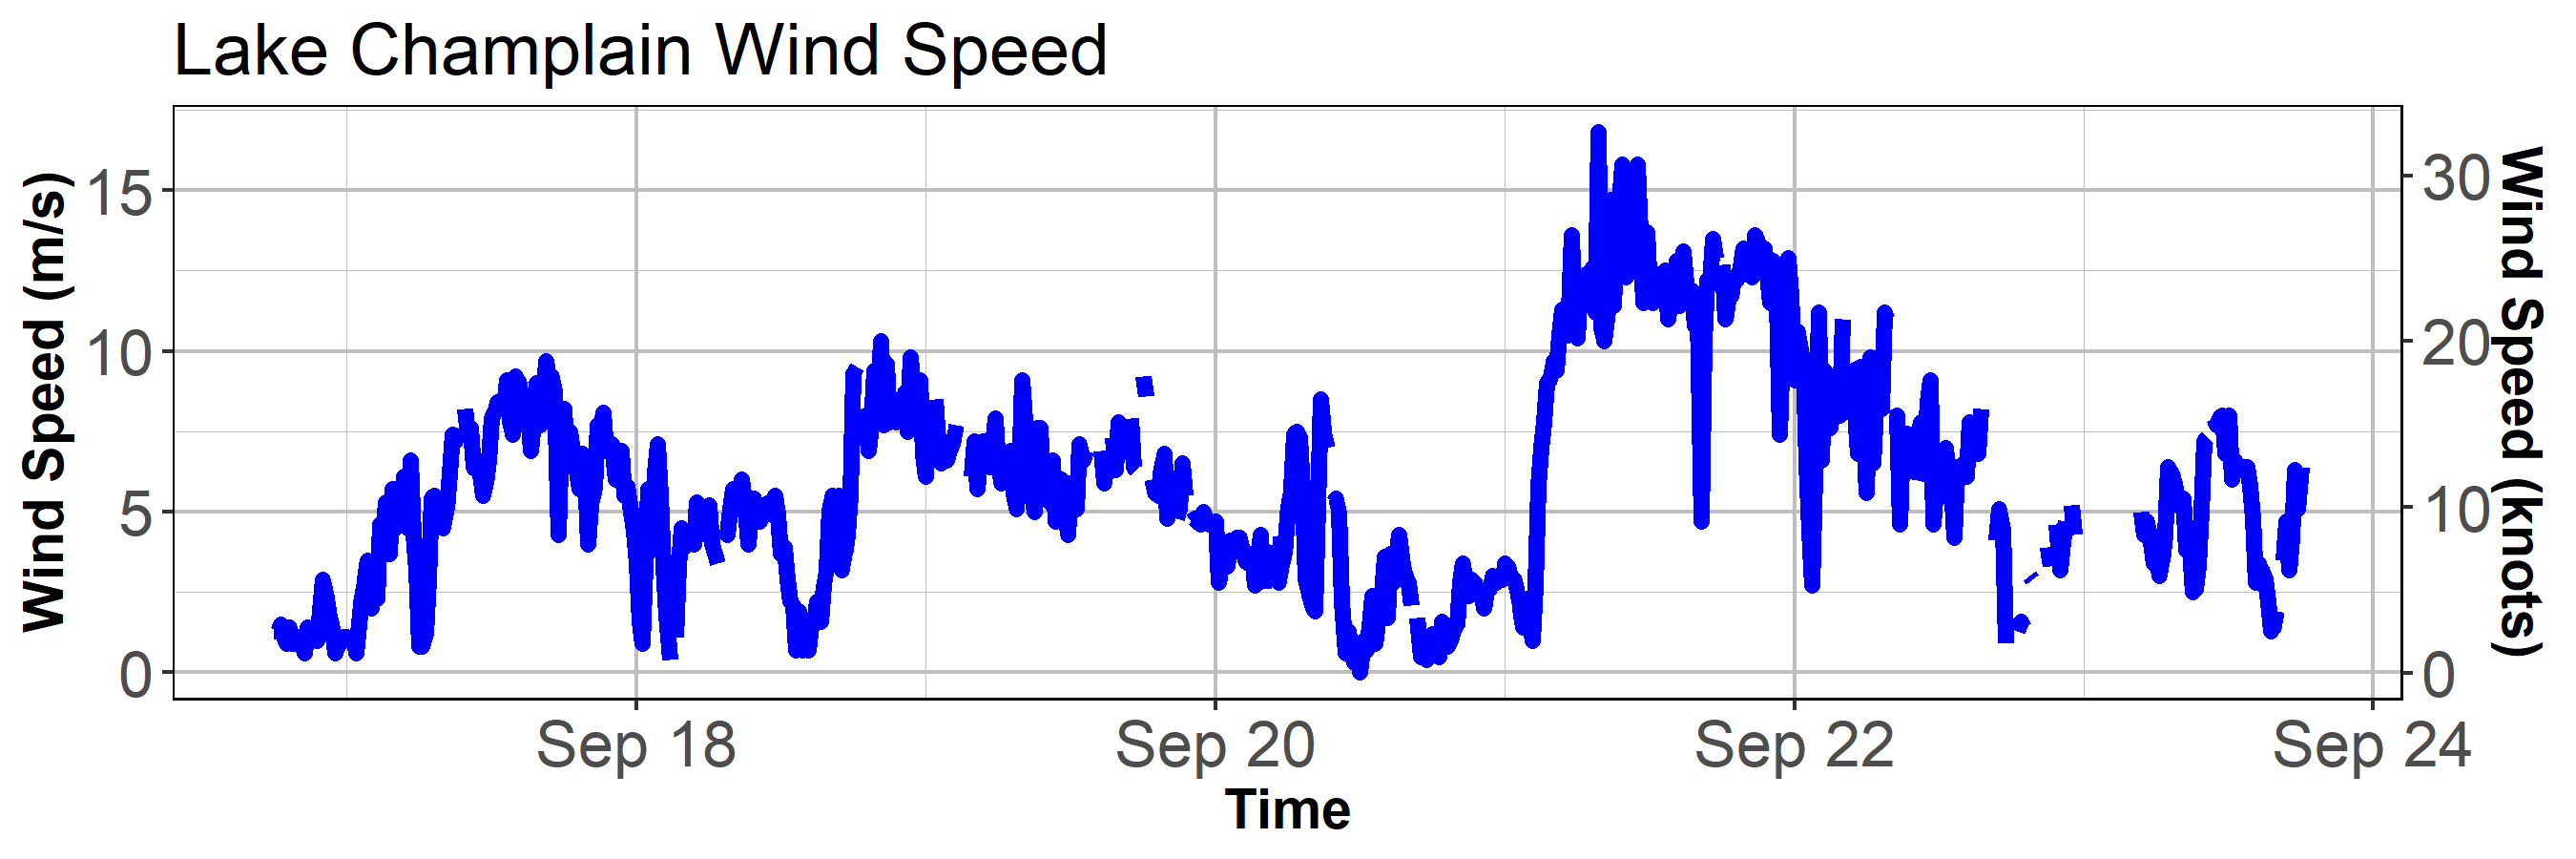 Lake Champlain Wind Speed
Wind Speed (m/s)
15
10
5
0
30
20
10
0
Wind Speed (knots)
Sep 18
Sep 20
Sep 22
Sep 24
Time